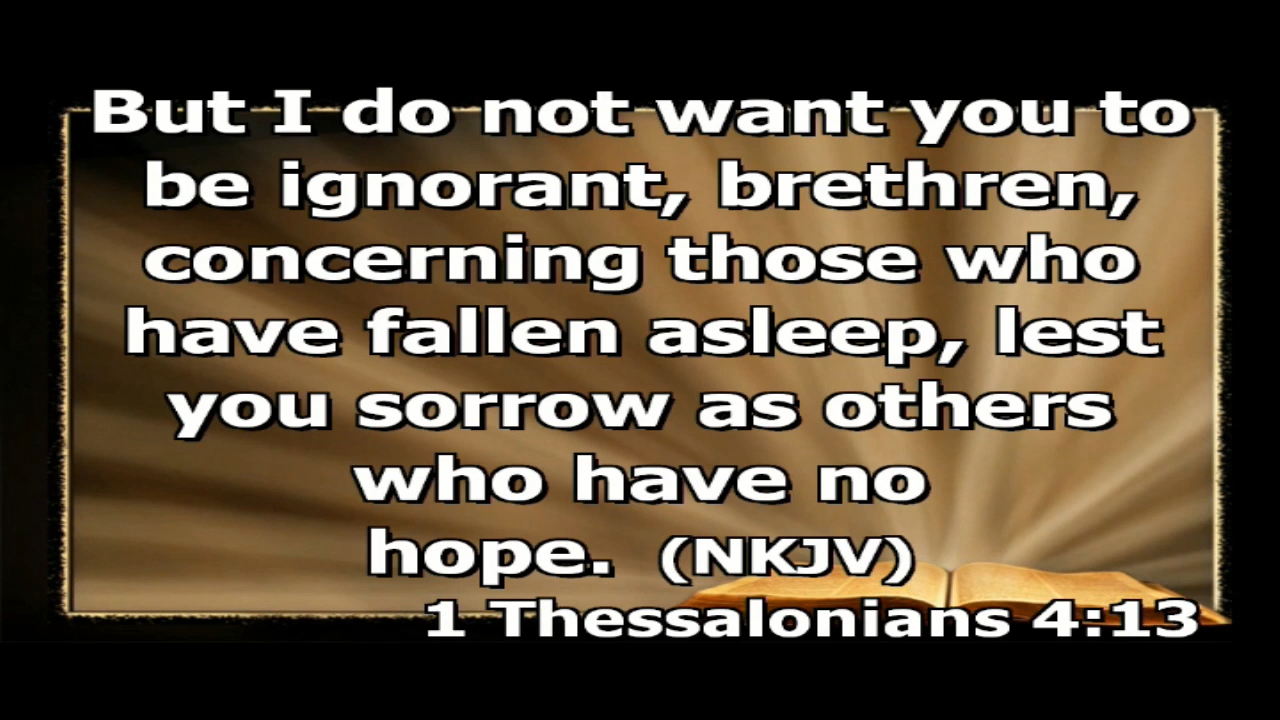 But I do not want you to
be ignorant, brethren,
concerning those who
have fallen asleep, lest
you sorrow as others
who have no
hope.  (NKJV)
1 Thessalonians 4:13